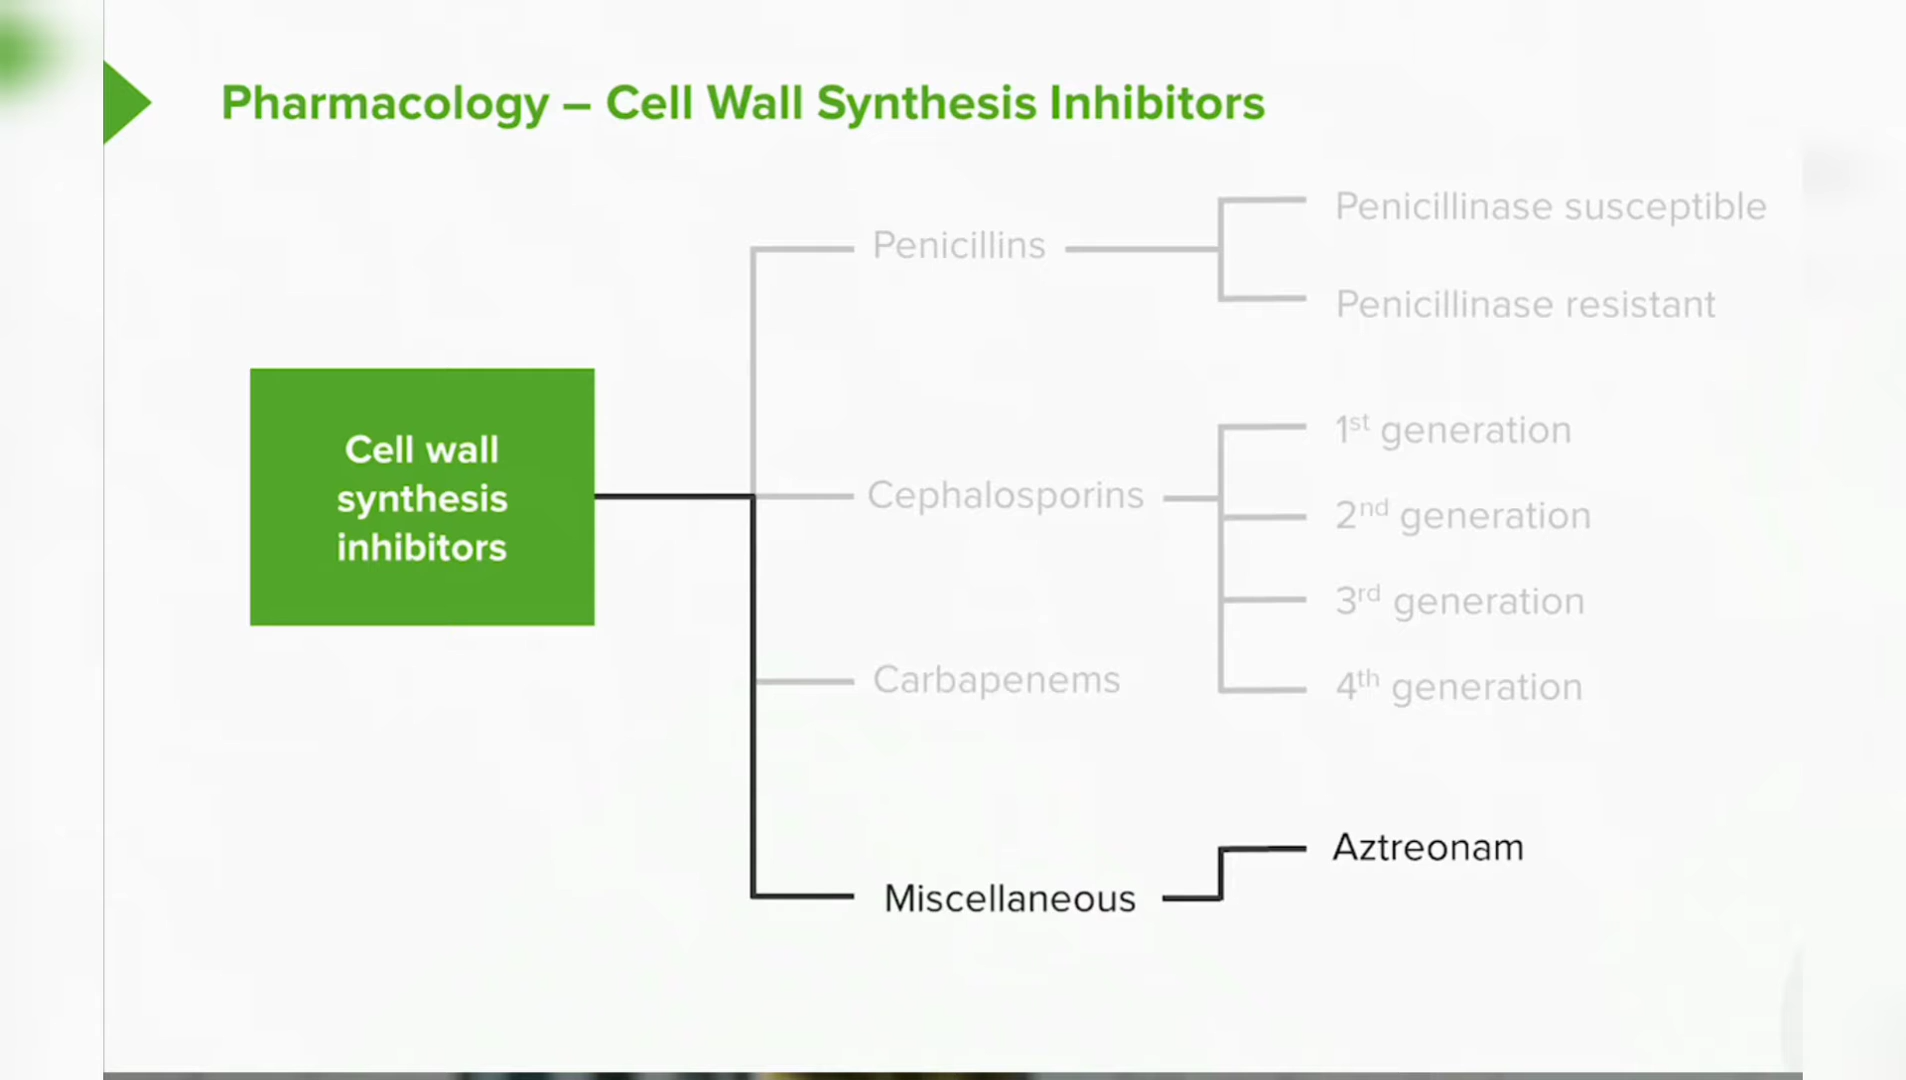 Pharmacology – Cell Wall Synthesis Inhibitors
Penicillinase susceptible
Penicillins
Penicillinase resistant
Cell wall
synthesis
inhibitors
1st generation
Cephalosporins
2nd generation
3rd generation
Carbapenems
4th generation
Aztreonam
Miscellaneous